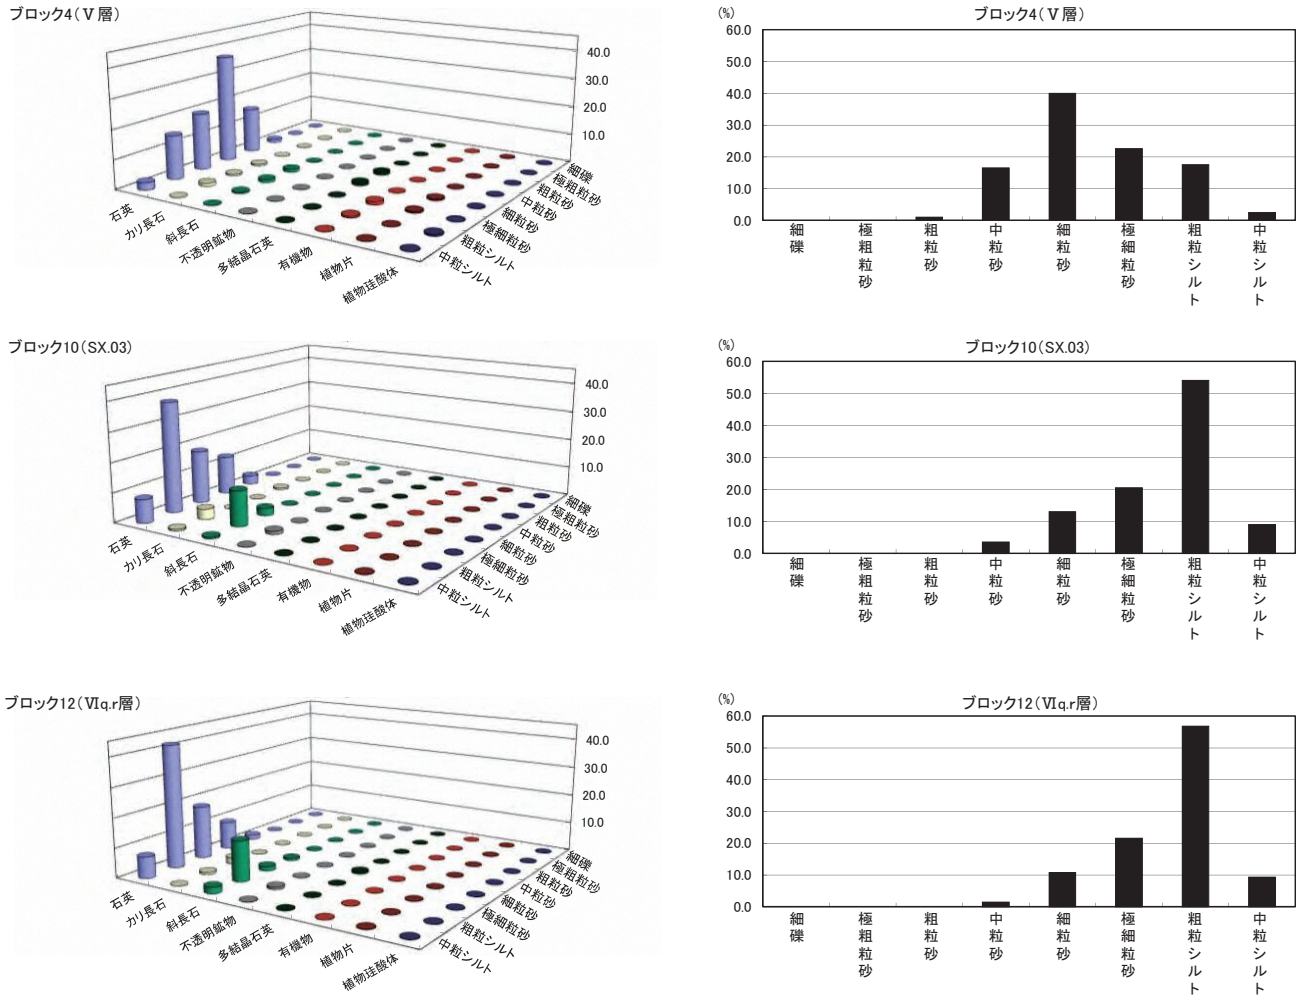 ブロック4(Ⅴ層)
40.0
30.0
20.0
10.0
石英
カリ長石
斜長石
不透明鉱物
多結晶石英
有機物
植物片
植物珪酸体
細礫
極粗粒砂
粗粒砂
中粒砂
細粒砂
極細粒砂
粗粒シルト
中粒シルト
(%)
ブロック4(Ⅴ層)
60.0
50.0
40.0
30.0
20.0
10.0
0.0
細礫
極粗粒砂
粗粒砂
中粒砂
細粒砂
極細粒砂
粗粒シルト
中粒シルト
ブロック10(SX.03)
40.0
30.0
20.0
10.0
石英
カリ長石
斜長石
不透明鉱物
多結晶石英
有機物
植物片
植物珪酸体
細礫
極粗粒砂
粗粒砂
中粒砂
細粒砂
極細粒砂
粗粒シルト
中粒シルト
(%)
ブロック10(SX.03)
60.0
50.0
40.0
30.0
20.0
10.0
0.0
細礫
極粗粒砂
粗粒砂
中粒砂
細粒砂
極細粒砂
粗粒シルト
中粒シルト
ブロック12(Ⅵq.r層)
40.0
30.0
20.0
10.0
石英
カリ長石
斜長石
不透明鉱物
多結晶石英
有機物
植物片
植物珪酸体
細礫
極粗粒砂
粗粒砂
中粒砂
細粒砂
極細粒砂
粗粒シルト
中粒シルト
(%)
ブロック12(Ⅵq.r層)
60.0
50.0
40.0
30.0
20.0
10.0
0.0
細礫
極粗粒砂
粗粒砂
中粒砂
細粒砂
極細粒砂
粗粒シルト
中粒シルト